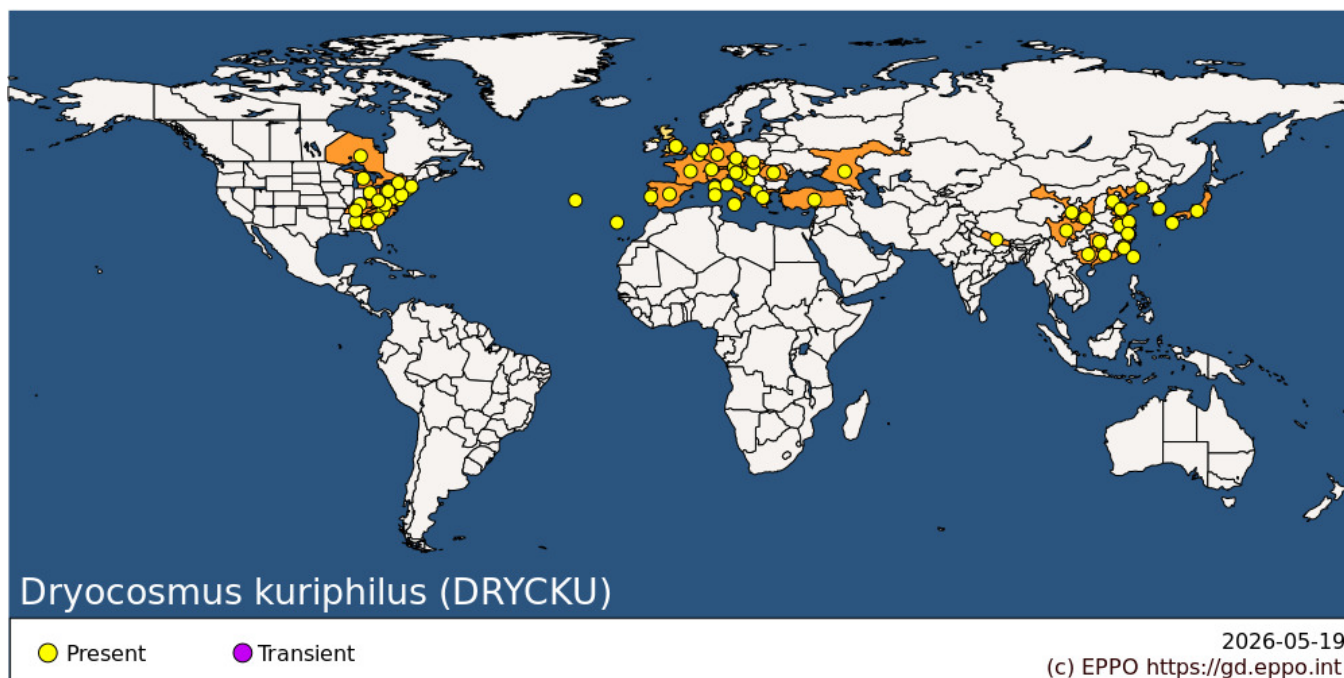 Dryocosmus kuriphilus (DRYCKU)
Present
Transient
2026-05-19
(c) EPPO https://gd.eppo.int